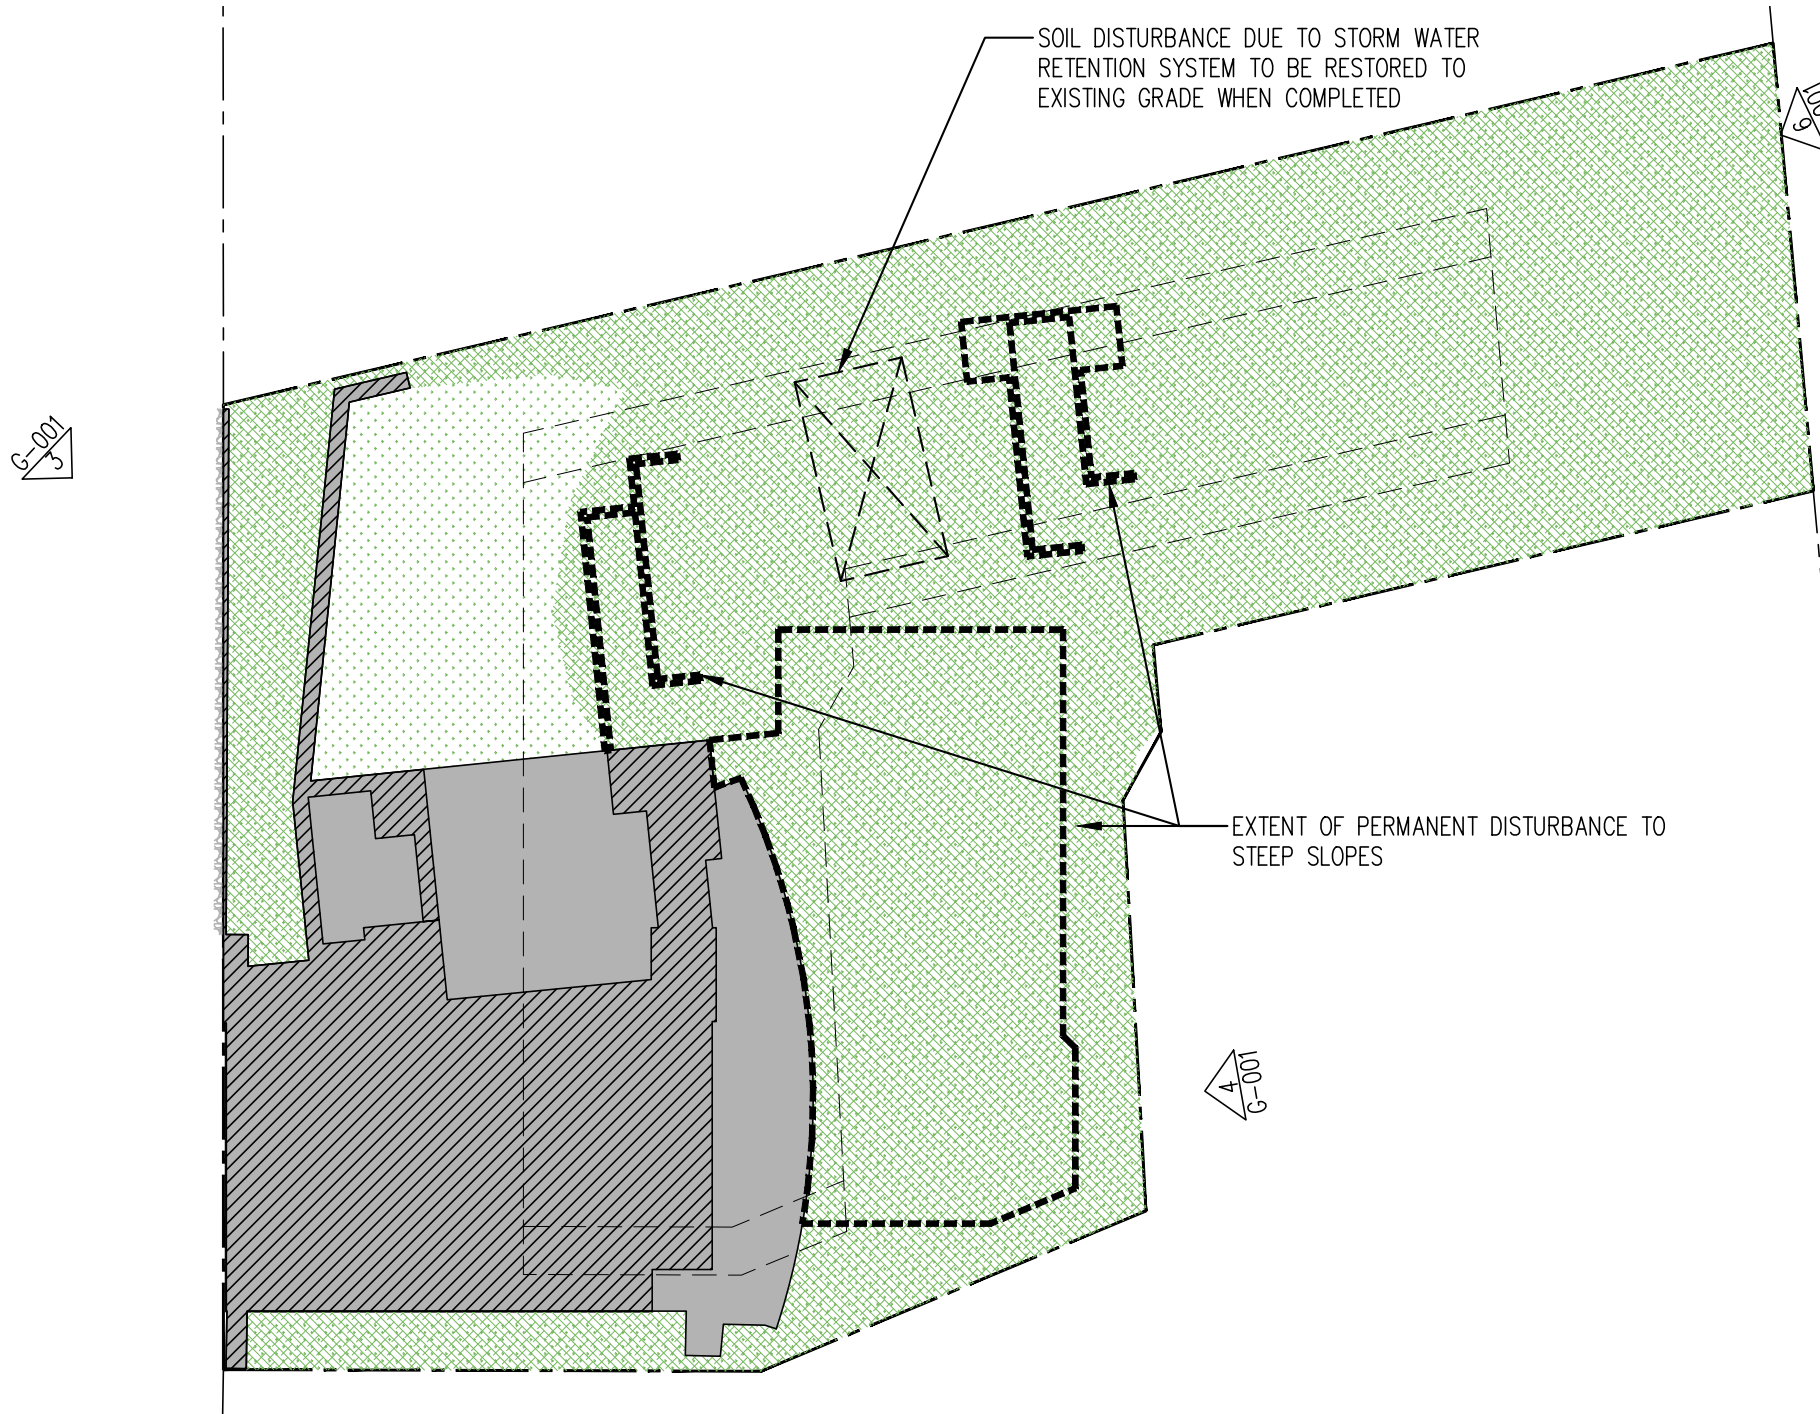 SOIL DISTURBANCE DUE TO STORM WATER
RETENTION SYSTEM TO BE RESTORED TO
EXISTING GRADE WHEN COMPLETED
6
G-001
3
EXTENT OF PERMANENT DISTURBANCE TO
STEEP SLOPES
4
G-001